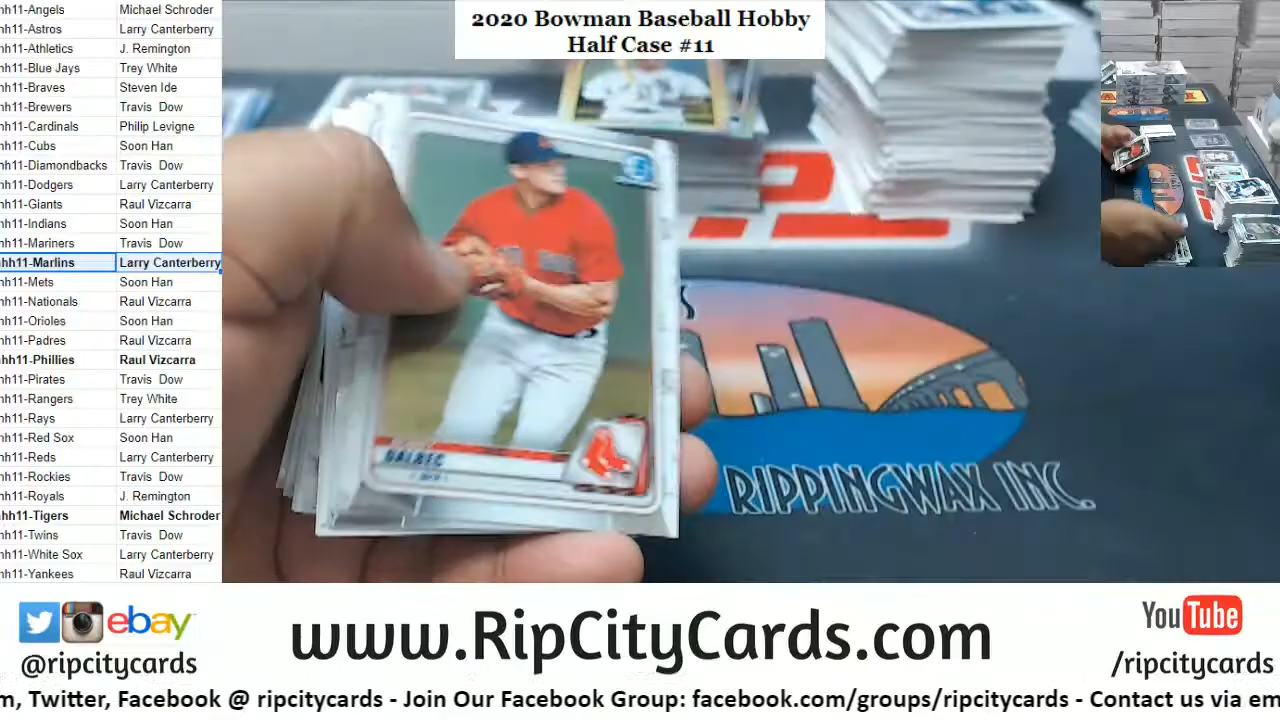 hh11-Angels Michael Schroder
hh11-Astros Larry Canterberry
hh11-Athletics J. Remington
hh11-Blue Jays Trey White
hh11-Braves Steven Ide
hh11-Brewers Travis Dow
hh11-Cardinals Philip Levigne
hh11-Cubs Soon Han
hh11-Diamondbacks Travis Dow
hh11-Dodgers Larry Canterberry
hh11-Giants Raul Vizcarra
hh11-Indians Soon Han
hh11-Mariners Travis Dow
hh11-Marlins Larry Canterberry
hh11-Mets Soon Han
hh11-Nationals Raul Vizcarra
hh11-Orioles Soon Han
hh11-Padres Raul Vizcarra
hh11-Phillies Raul Vizcarra
hh11-Pirates Travis Dow
hh11-Rangers Trey White
hh11-Rays Larry Canterberry
hh11-Red Sox Soon Han
hh11-Reds Larry Canterberry
hh11-Rockies Travis Dow
hh11-Royals J. Remington
hh11-Tigers Michael Schroder
hh11-Twins Travis Dow
hh11-White Sox Larry Canterberry
hh11-Yankees Raul Vizcarra
2020 Bowman Baseball Hobby
Half Case #11
DALBEC
RIPPINGWAX INC.
ebay
@ripcitycards
www.RipCityCards.com
YouTube
/ripcitycards
m, Twitter, Facebook @ ripcitycards - Join Our Facebook Group: facebook.com/groups/ripcitycards - Contact us via em